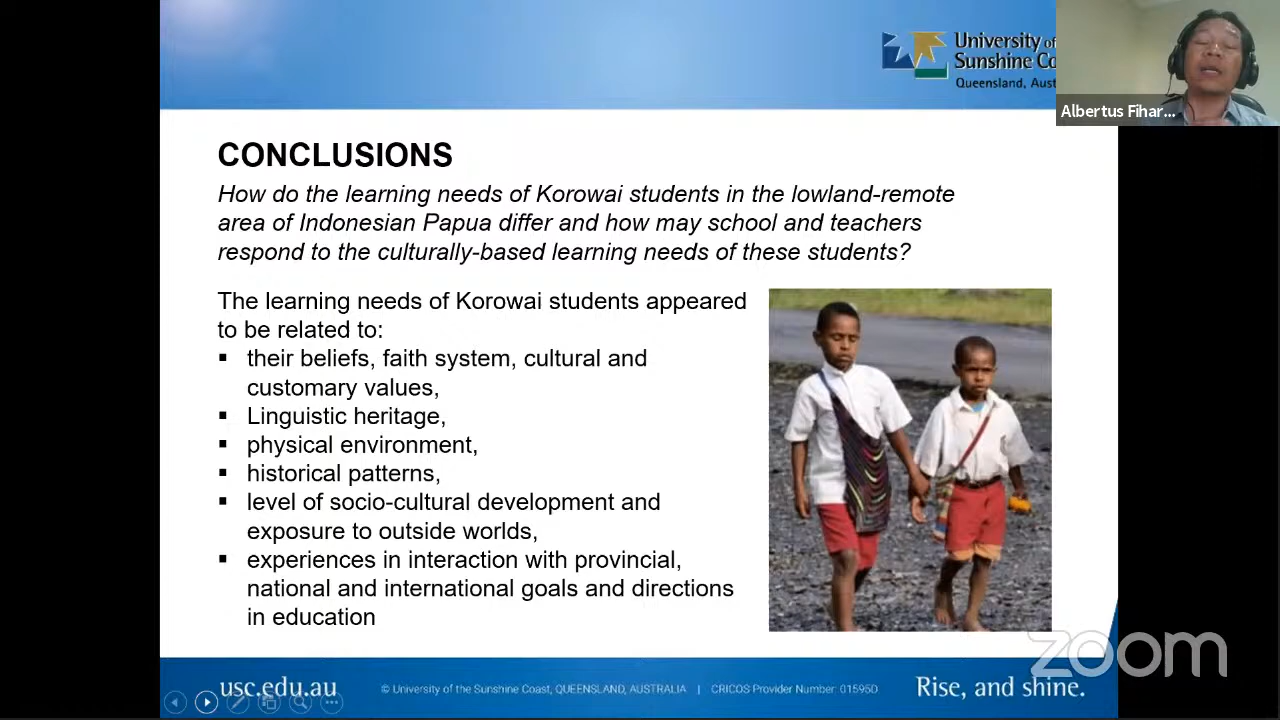 University of
Sunshine Co
Queensland, Aust
Albertus Fihar...
CONCLUSIONS
How do the learning needs of Korowai students in the lowland-remote
area of Indonesian Papua differ and how may school and teachers
respond to the culturally-based learning needs of these students?
The learning needs of Korowai students appeared
to be related to:
▪ their beliefs, faith system, cultural and
customary values,
▪ Linguistic heritage,
▪ physical environment,
▪ historical patterns,
▪ level of socio-cultural development and
exposure to outside worlds,
▪ experiences in interaction with provincial,
national and international goals and directions
in education
zoom
usc.edu.au
© University of the Sunshine Coast, QUEENSLAND, AUSTRALIA | CRICOS Provider Number: 01595D
Rise, and shine.